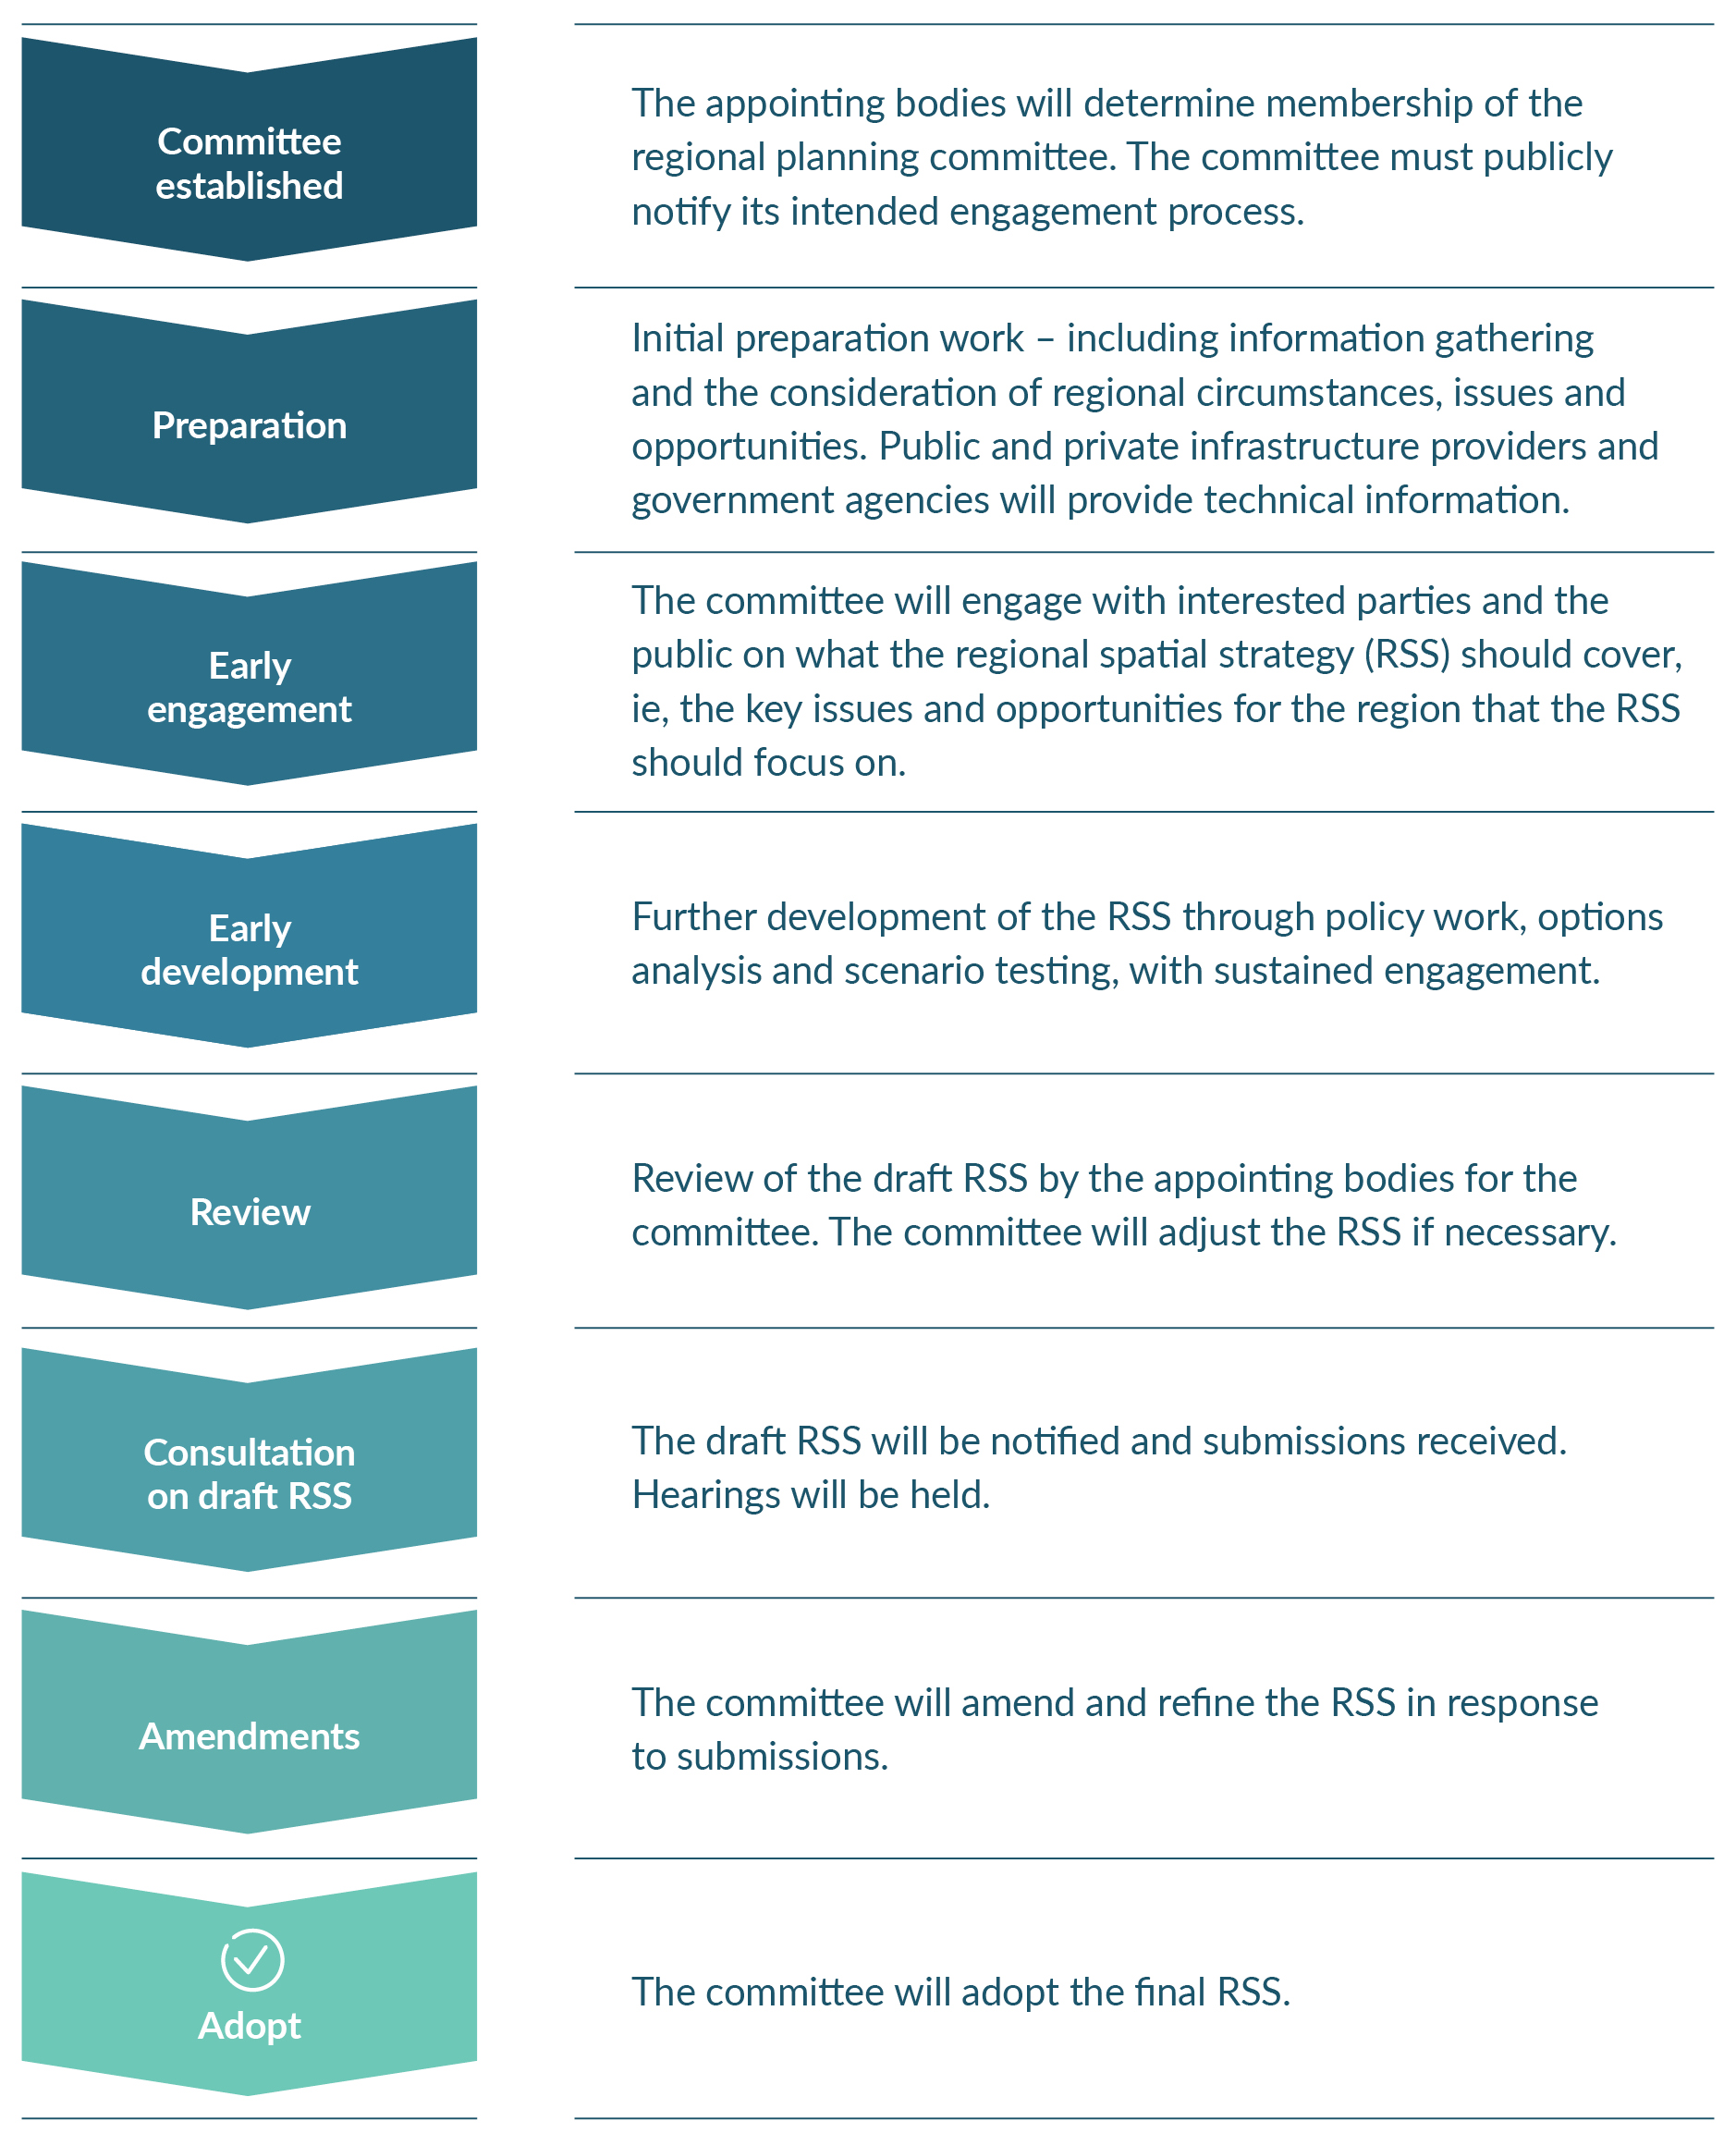 Committee
established
The appointing bodies will determine membership of the
regional planning committee. The committee must publicly
notify its intended engagement process.
Preparation
Initial preparation work – including information gathering
and the consideration of regional circumstances, issues and
opportunities. Public and private infrastructure providers and
government agencies will provide technical information.
Early
engagement
The committee will engage with interested parties and the
public on what the regional spatial strategy (RSS) should cover,
ie, the key issues and opportunities for the region that the RSS
should focus on.
Early
development
Further development of the RSS through policy work, options
analysis and scenario testing, with sustained engagement.
Review
Review of the draft RSS by the appointing bodies for the
committee. The committee will adjust the RSS if necessary.
Consultation
on draft RSS
The draft RSS will be notified and submissions received.
Hearings will be held.
Amendments
The committee will amend and refine the RSS in response
to submissions.
Adopt
The committee will adopt the final RSS.